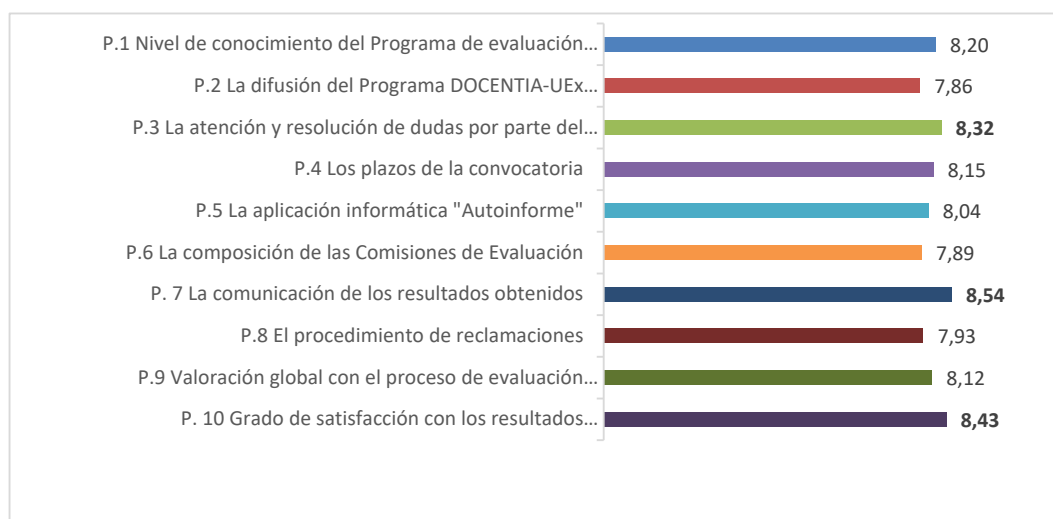 P.1 Nivel de conocimiento del Programa de evaluación... 8,20
P.2 La difusión del Programa DOCENTIA-UEx... 7,86
P.3 La atención y resolución de dudas por parte del... 8,32
P.4 Los plazos de la convocatoria 8,15
P.5 La aplicación informática "Autoinforme" 8,04
P.6 La composición de las Comisiones de Evaluación 7,89
P. 7 La comunicación de los resultados obtenidos 8,54
P.8 El procedimiento de reclamaciones 7,93
P.9 Valoración global con el proceso de evaluación... 8,12
P. 10 Grado de satisfacción con los resultados... 8,43